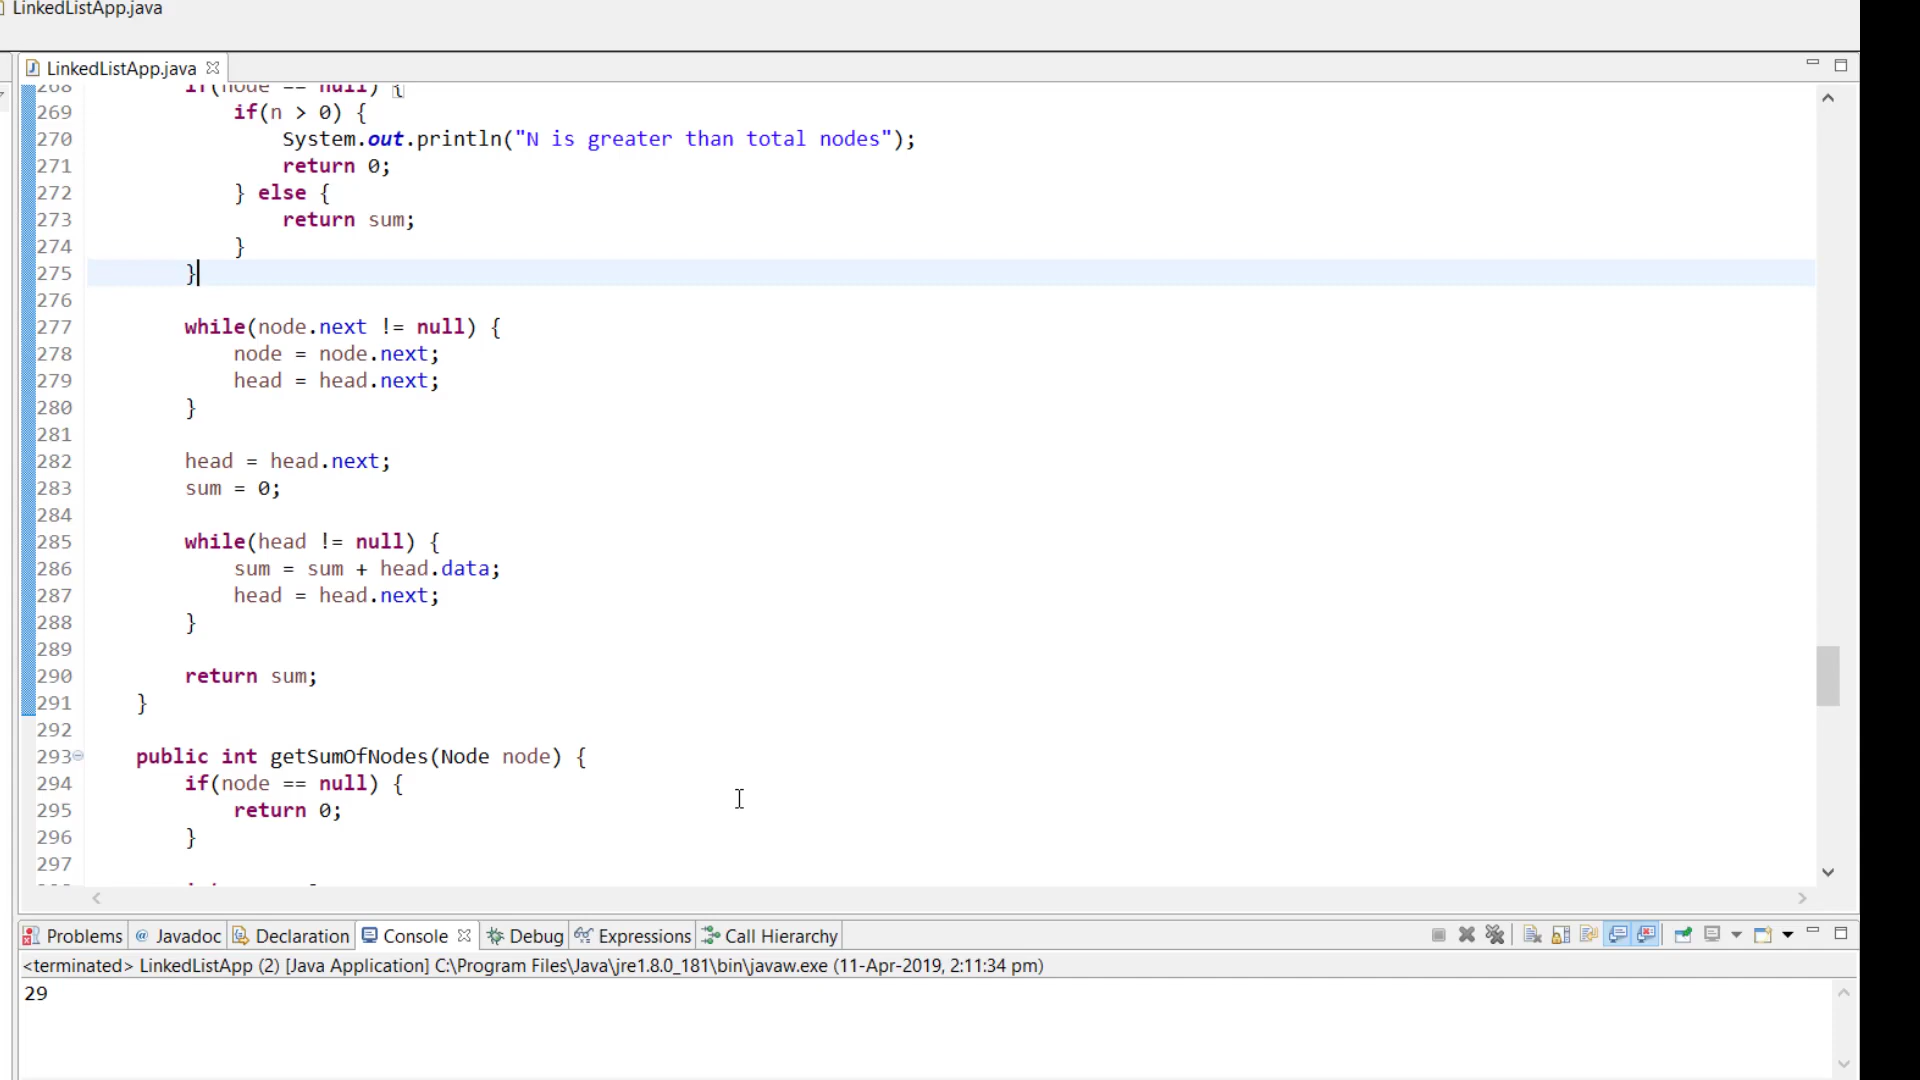 LinkedListApp.java
LinkedListApp.java
268 if(node == null) {
269 if(n > 0) {
270 System.out.println("N is greater than total nodes");
271 return 0;
272 } else {
273 return sum;
274 }
275 }
276
277 while(node.next != null) {
278 node = node.next;
279 head = head.next;
280 }
281
282 head = head.next;
283 sum = 0;
284
285 while(head != null) {
286 sum = sum + head.data;
287 head = head.next;
288 }
289
290 return sum;
291 }
292
293 public int getSumOfNodes(Node node) {
294 if(node == null) {
295 return 0;
296 }
297
Problems @ Javadoc Declaration Console Debug Expressions Call Hierarchy
<terminated> LinkedListApp (2) [Java Application] C:\Program Files\Java\jre1.8.0_181\bin\javaw.exe (11-Apr-2019, 2:11:34 pm)
29